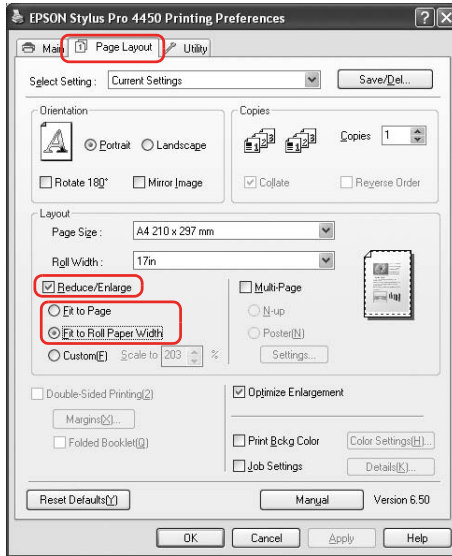 EPSON Stylus Pro 4450 Printing Preferences
Main Page Layout Utility
Select Setting : Current Settings Save/Del...
Orientation
Portrait Landscape
Rotate 180° Mirror Image
Copies
Copies 1
Collate Reverse Order
Layout
Page Size : A4 210 x 297 mm
Roll Width : 17in
Reduce/Enlarge
Fit to Page
Fit to Roll Paper Width
Custom(F) Scale to 203 %
Multi-Page
N-up
Poster(N)
Settings...
Double-Sided Printing(2)
Margins(X)...
Folded Booklet(Q)
Optimize Enlargement
Print Bckg Color Color Settings(H)...
Job Settings Details(K)...
Reset Defaults(Y) Manual Version 6.50
OK Cancel Apply Help